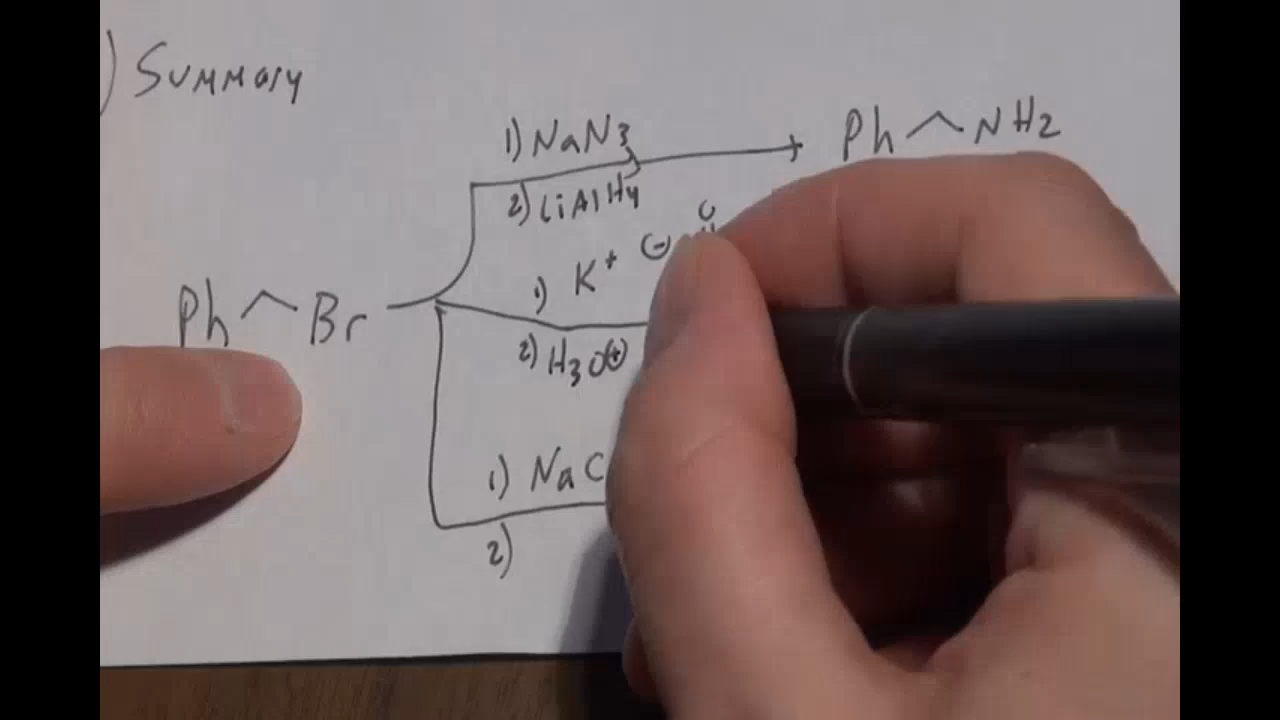 ) Summary
1) NaN3
Ph NH2
2) LiAlH4
1) K+ ⊖ O
Ph Br
2) H3O⊕
1) NaC
2)